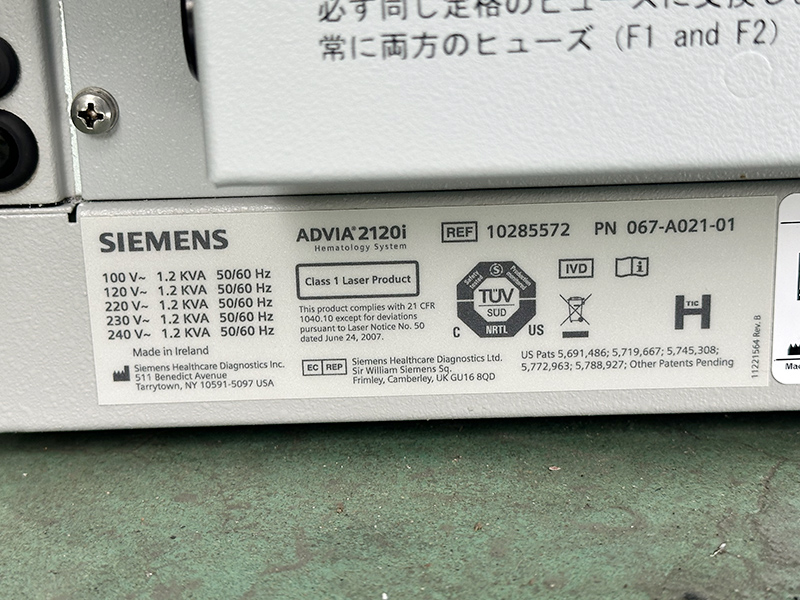 必ず同じ定格のヒューズに交換し
常に両方のヒューズ (F1 and F2)
SIEMENS
ADVIA® 2120i
Hematology System
REF 10285572 PN 067-A021-01
100 V~ 1.2 KVA 50/60 Hz
120 V~ 1.2 KVA 50/60 Hz
220 V~ 1.2 KVA 50/60 Hz
230 V~ 1.2 KVA 50/60 Hz
240 V~ 1.2 KVA 50/60 Hz
Made in Ireland
Siemens Healthcare Diagnostics Inc.
511 Benedict Avenue
Tarrytown, NY 10591-5097 USA
Class 1 Laser Product
This product complies with 21 CFR
1040.10 except for deviations
pursuant to Laser Notice No. 50
dated June 24, 2007.
EC REP
Siemens Healthcare Diagnostics Ltd.
Sir William Siemens Sq.
Frimley, Camberley, UK GU16 8QD
Safety tested
S
Production monitored
TÜV
SÜD
NRTL
C US
IVD
i
TIC
H
US Pats 5,691,486; 5,719,667; 5,745,308;
5,772,963; 5,788,927; Other Patents Pending
11221564 Rev. B